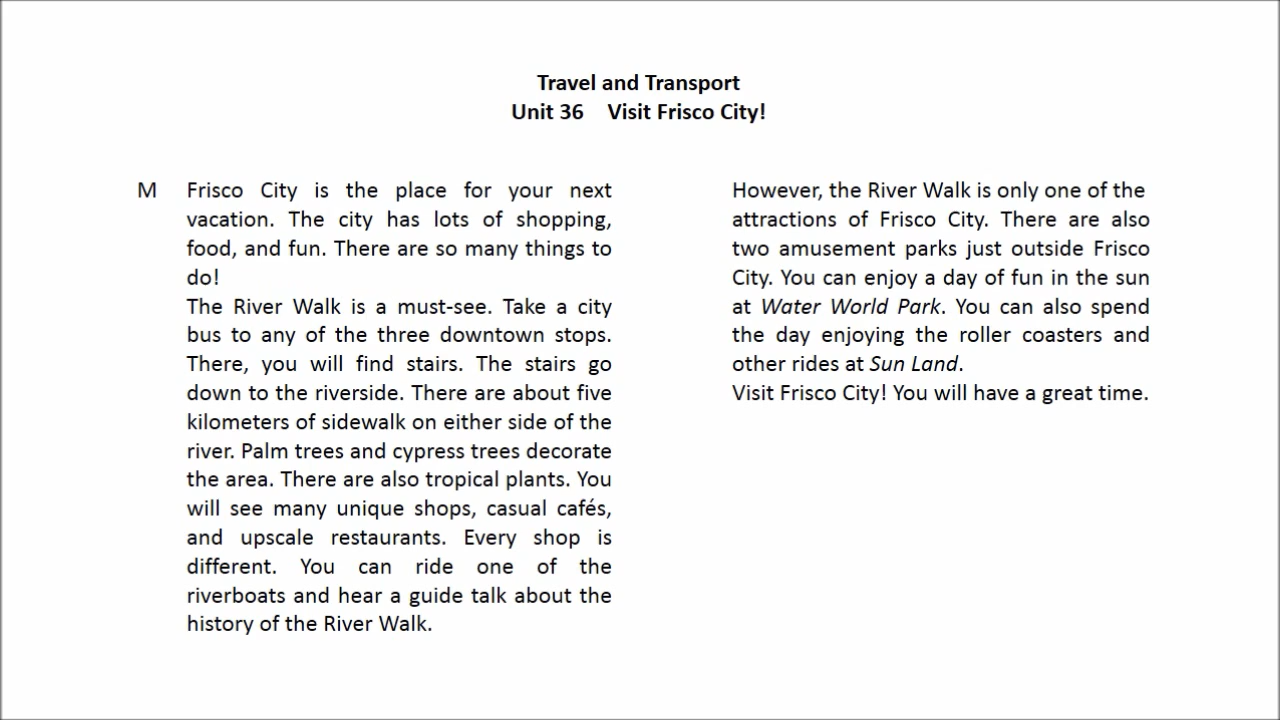 Travel and Transport
Unit 36 Visit Frisco City!
M Frisco City is the place for your next
vacation. The city has lots of shopping,
food, and fun. There are so many things to
do!
The River Walk is a must-see. Take a city
bus to any of the three downtown stops.
There, you will find stairs. The stairs go
down to the riverside. There are about five
kilometers of sidewalk on either side of the
river. Palm trees and cypress trees decorate
the area. There are also tropical plants. You
will see many unique shops, casual cafés,
and upscale restaurants. Every shop is
different. You can ride one of the
riverboats and hear a guide talk about the
history of the River Walk.
However, the River Walk is only one of the
attractions of Frisco City. There are also
two amusement parks just outside Frisco
City. You can enjoy a day of fun in the sun
at Water World Park. You can also spend
the day enjoying the roller coasters and
other rides at Sun Land.
Visit Frisco City! You will have a great time.